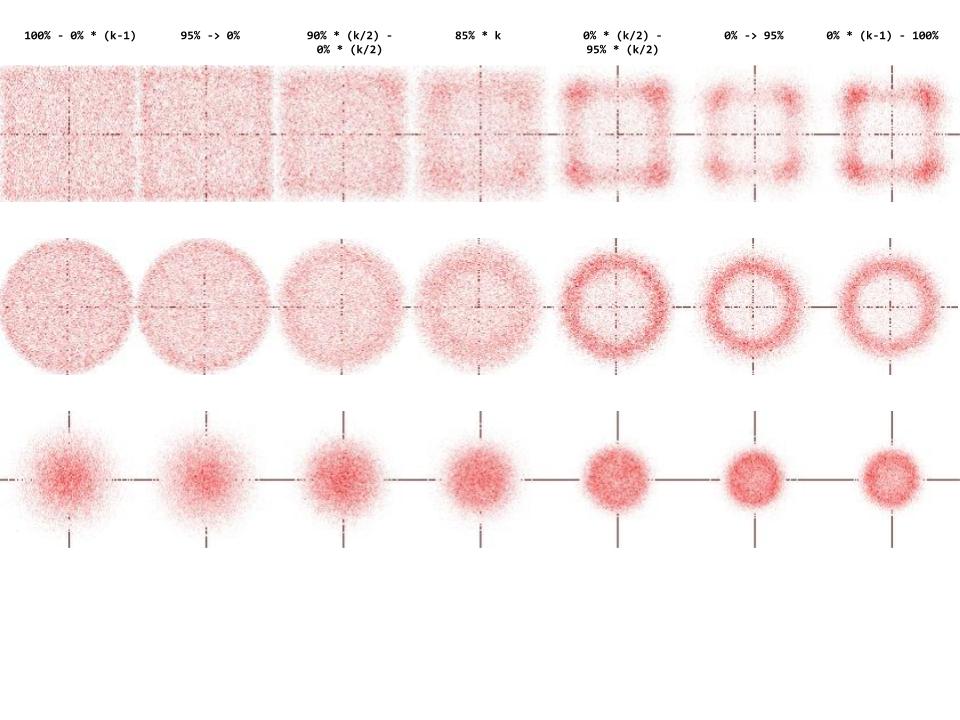 100% - 0% * (k-1)
95% -> 0%
90% * (k/2) -
0% * (k/2)
85% * k
0% * (k/2) -
95% * (k/2)
0% -> 95%
0% * (k-1) - 100%